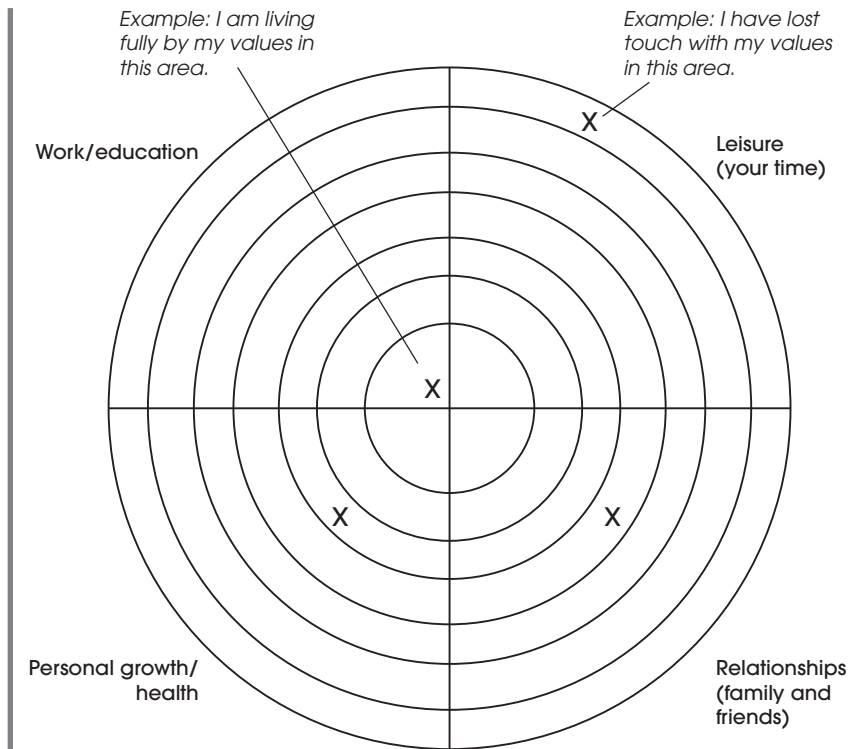 Example: I am living
fully by my values in
this area.
Example: I have lost
touch with my values
in this area.
X
Work/education
Leisure
(your time)
X
X
X
Personal growth/
health
Relationships
(family and
friends)